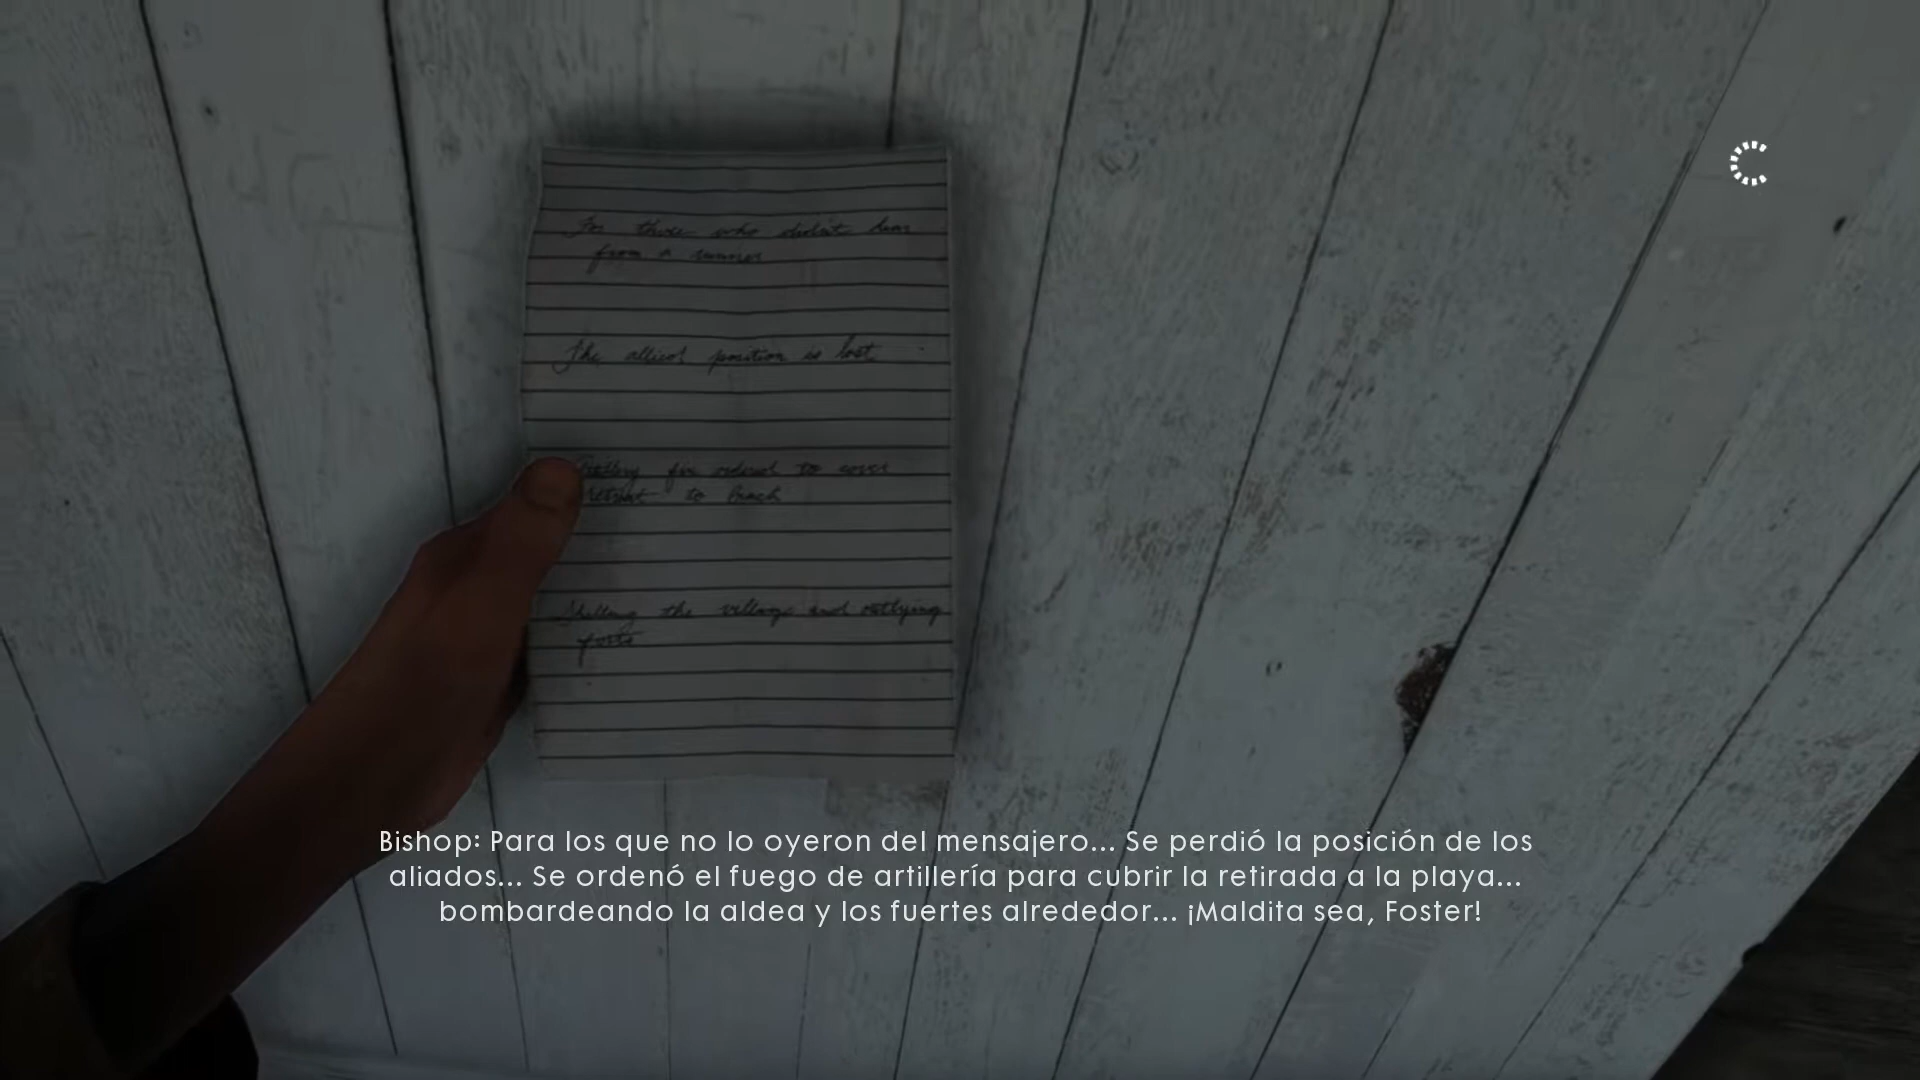 For those who didn't hear
from a runner
The allied position is lost
Artillery fire ordered to cover
retreat to beach
Shelling the village and outlying
forts
Bishop: Para los que no lo oyeron del mensajero... Se perdió la posición de los
aliados... Se ordenó el fuego de artillería para cubrir la retirada a la playa...
bombardeando la aldea y los fuertes alrededor... ¡Maldita sea, Foster!